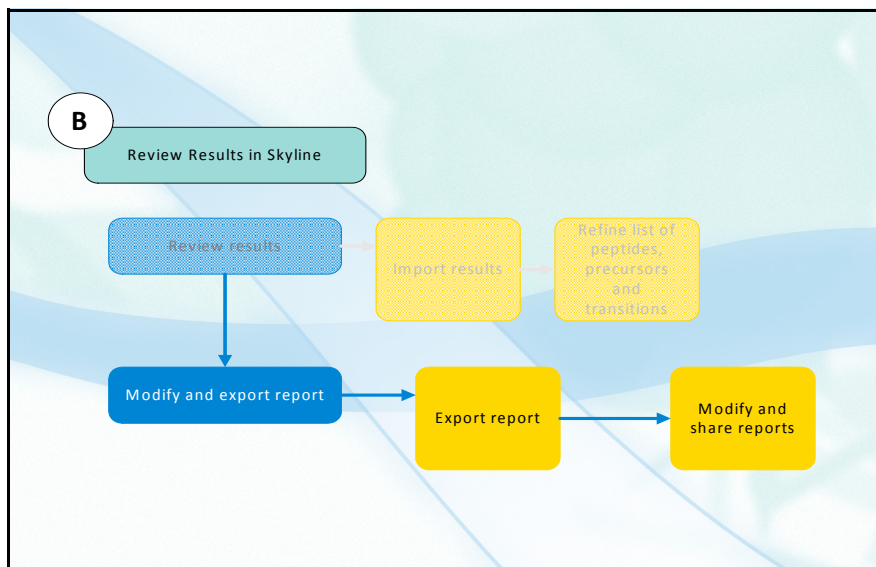 B
Review Results in Skyline
Review results
Import results
Refine list of
peptides,
precursors
and
transitions
Modify and export report
Export report
Modify and
share reports